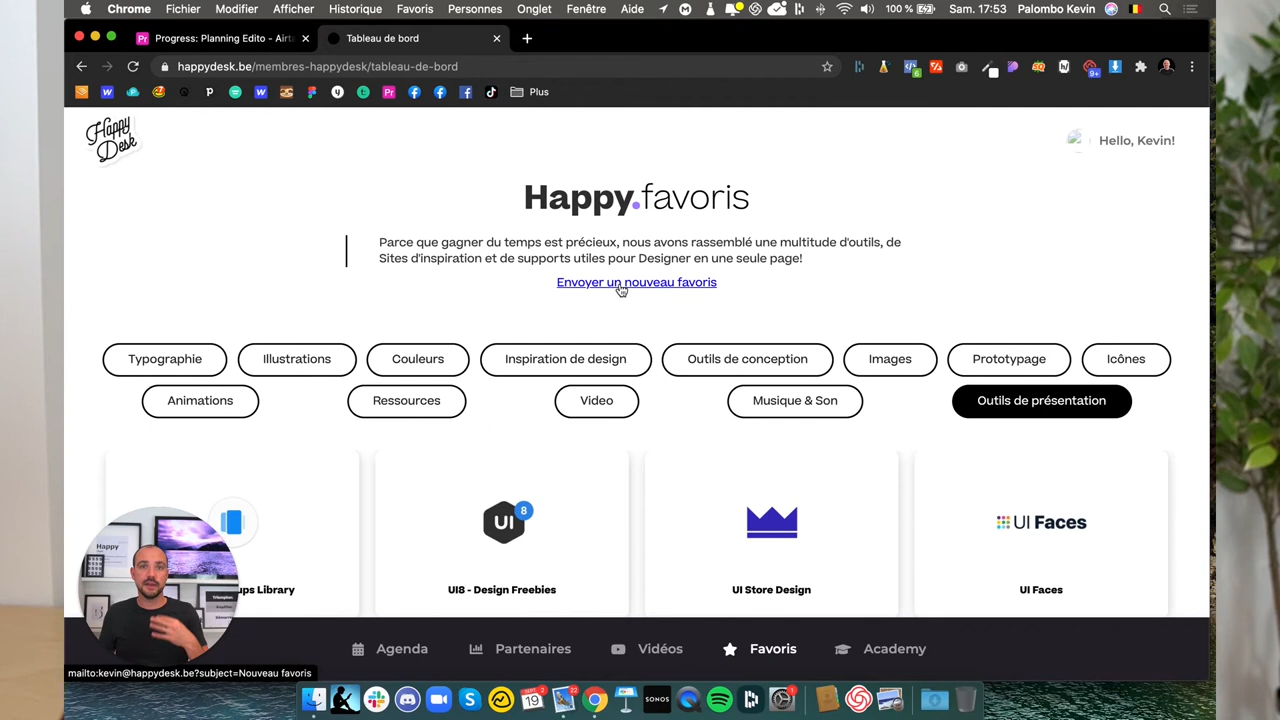 Chrome Fichier Modifier Afficher Historique Favoris Personnes Onglet Fenêtre Aide 100 % Sam. 17:53 Palombo Kevin
Progress: Planning Edito - Airt
Tableau de bord
happydesk.be/membres-happydesk/tableau-de-bord
Plus
Happy Desk
Hello, Kevin!
Happy.favoris
Parce que gagner du temps est précieux, nous avons rassemblé une multitude d'outils, de
Sites d'inspiration et de supports utiles pour Designer en une seule page!
Envoyer un nouveau favoris
Typographie Illustrations Couleurs Inspiration de design Outils de conception Images Prototypage Icônes
Animations Ressources Video Musique & Son Outils de présentation
UI 8
UI Faces
ups Library UI8 - Design Freebies UI Store Design UI Faces
Happy
Agenda Partenaires Vidéos Favoris Academy
mailto:kevin@happydesk.be?subject=Nouveau favoris
SONOS